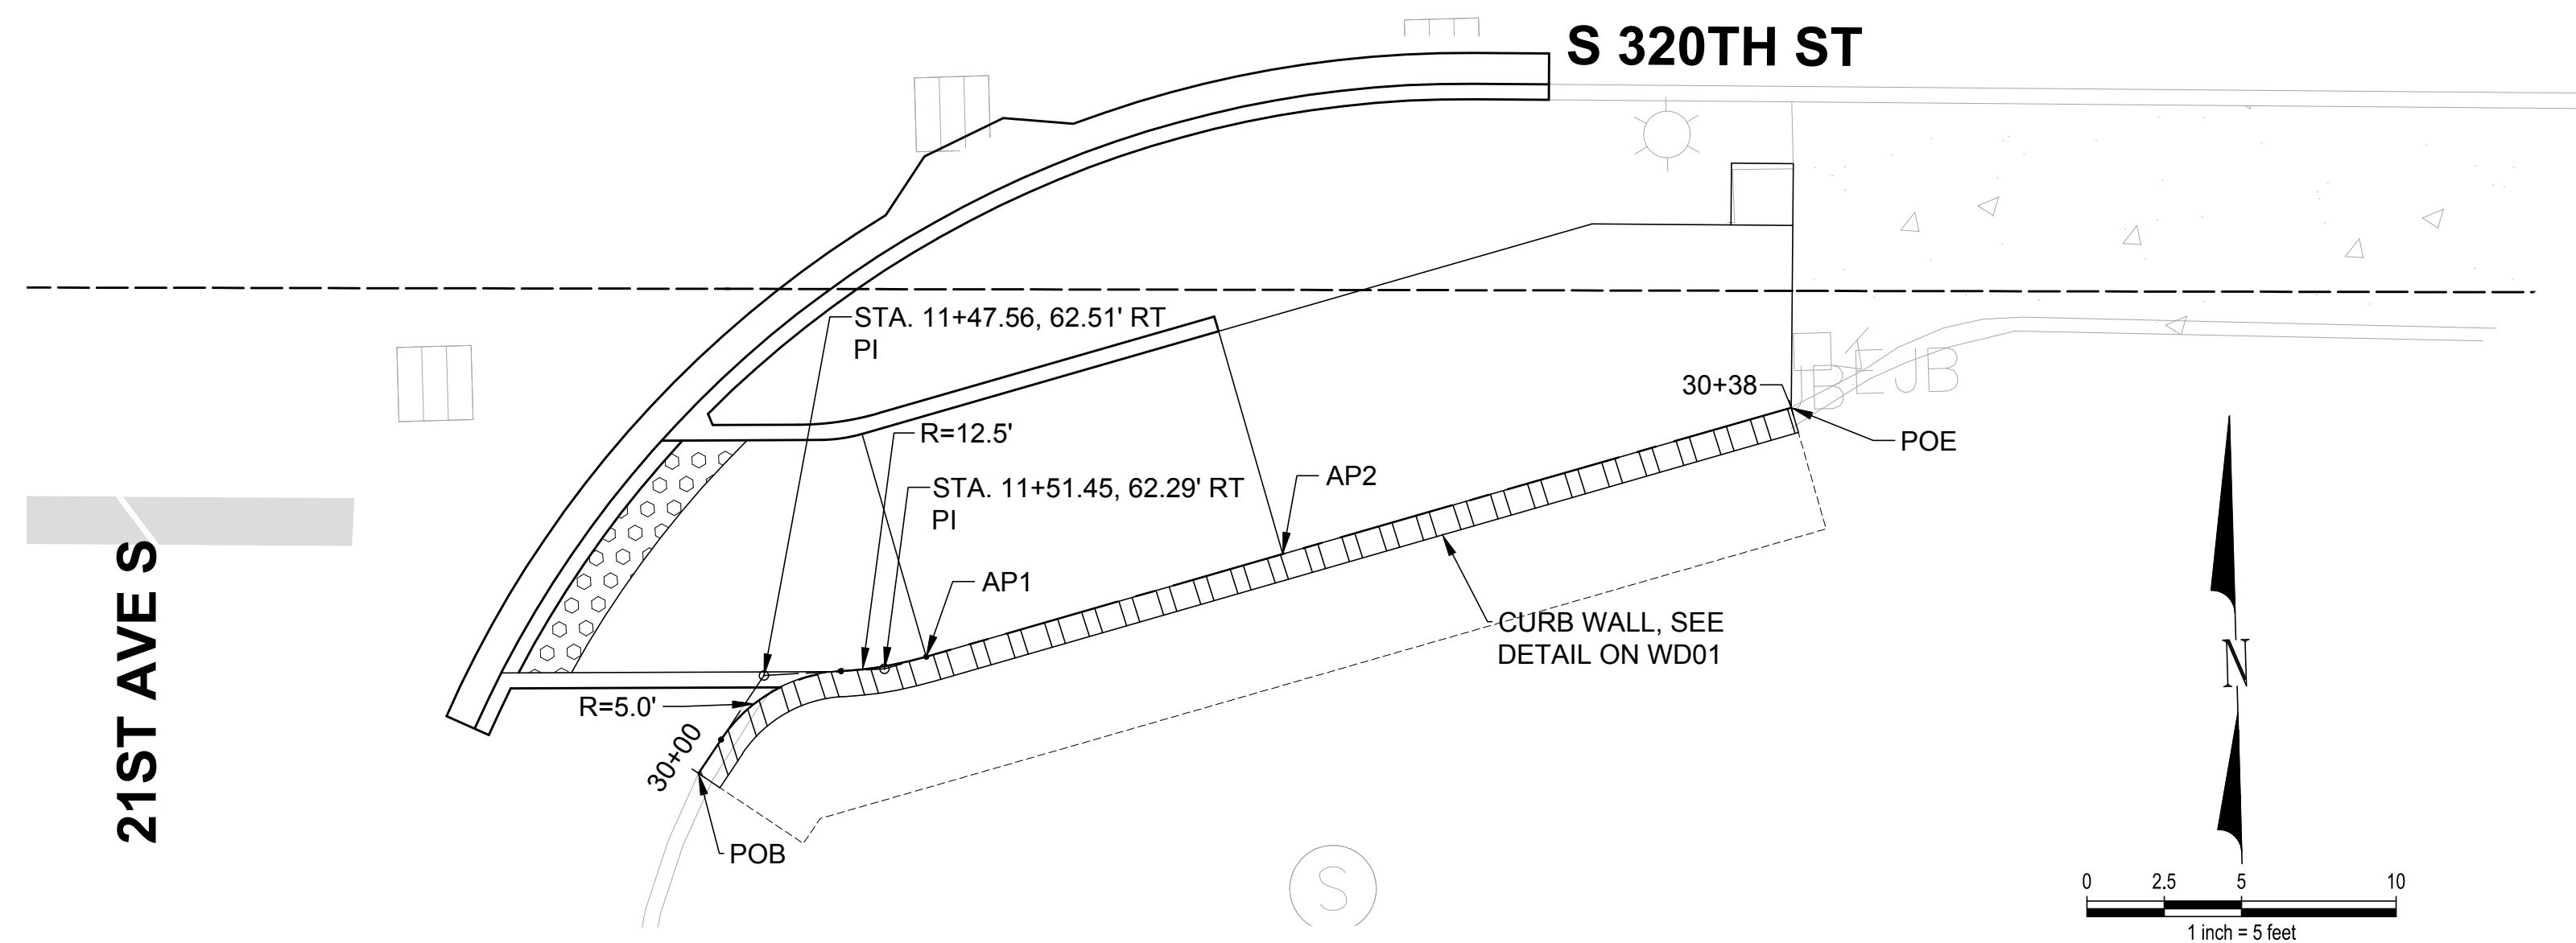 S 320TH ST
STA. 11+47.56, 62.51' RT
PI
30+38
R=12.5'
POE
AP2
STA. 11+51.45, 62.29' RT
PI
AP1
CURB WALL, SEE
DETAIL ON WD01
R=5.0'
30+00
POB
21ST AVE S
N
S
JB
E JB
0 2.5 5 10
1 inch = 5 feet